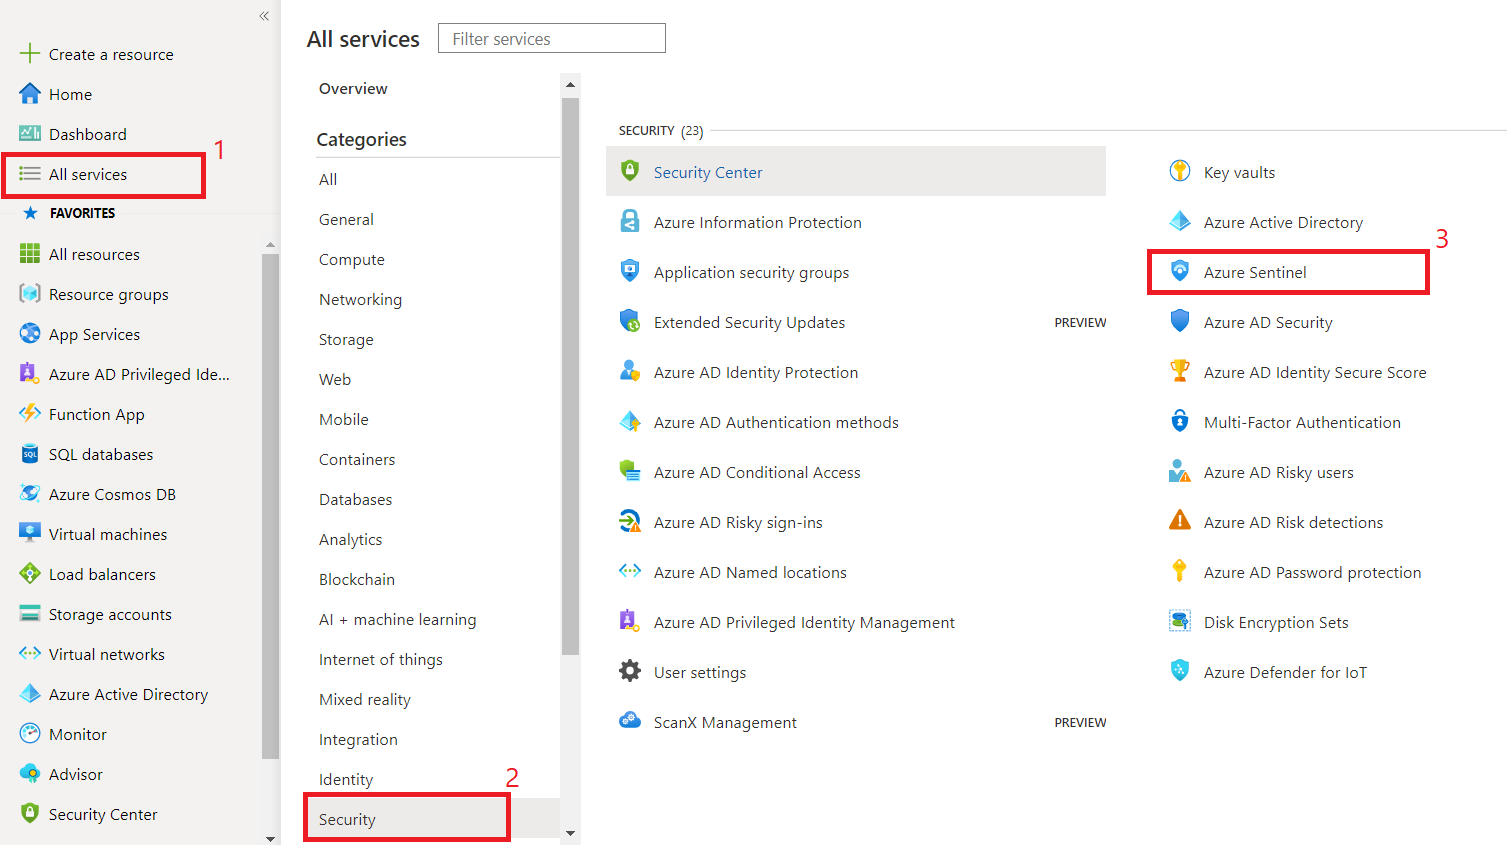 «
Create a resource
Home
Dashboard
1
All services
FAVORITES
All resources
Resource groups
App Services
Azure AD Privileged Ide...
Function App
SQL databases
Azure Cosmos DB
Virtual machines
Load balancers
Storage accounts
Virtual networks
Azure Active Directory
Monitor
Advisor
Security Center
All services
Filter services
Overview
Categories
All
General
Compute
Networking
Storage
Web
Mobile
Containers
Databases
Analytics
Blockchain
AI + machine learning
Internet of things
Mixed reality
Integration
Identity
2
Security
SECURITY (23)
Security Center
Azure Information Protection
Application security groups
Extended Security Updates PREVIEW
Azure AD Identity Protection
Azure AD Authentication methods
Azure AD Conditional Access
Azure AD Risky sign-ins
Azure AD Named locations
Azure AD Privileged Identity Management
User settings
ScanX Management PREVIEW
Key vaults
Azure Active Directory
3
Azure Sentinel
Azure AD Security
Azure AD Identity Secure Score
Multi-Factor Authentication
Azure AD Risky users
Azure AD Risk detections
Azure AD Password protection
Disk Encryption Sets
Azure Defender for IoT